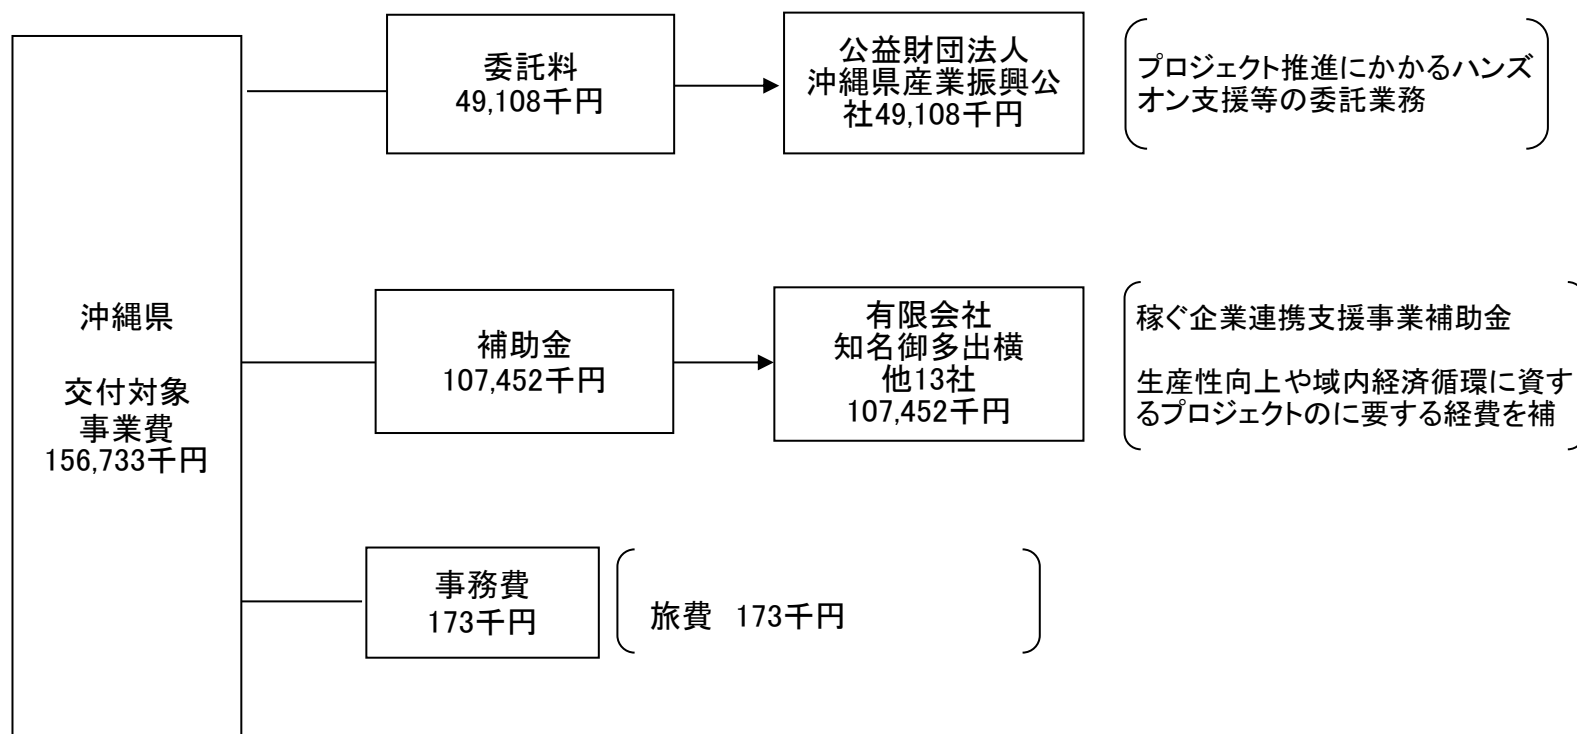 沖縄県
交付対象
事業費
156,733千円
委託料
49,108千円
公益財団法人
沖縄県産業振興公
社49,108千円
プロジェクト推進にかかるハンズ
オン支援等の委託業務
補助金
107,452千円
有限会社
知名御多出横
他13社
107,452千円
稼ぐ企業連携支援事業補助金
生産性向上や域内経済循環に資す
るプロジェクトのに要する経費を補
事務費
173千円
旅費 173千円